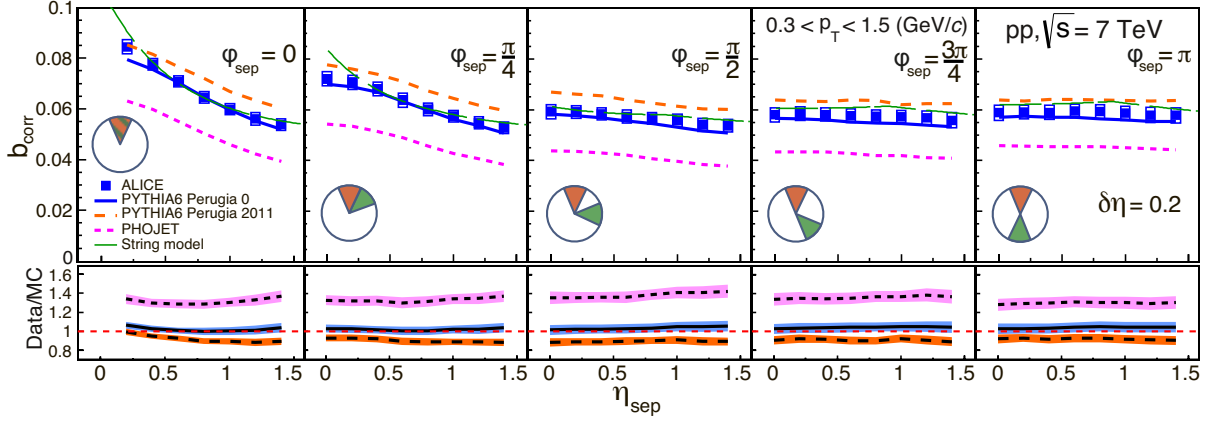 0.1
0.08
0.06
0.04
0.02
0
b_corr
φ_sep = 0
φ_sep = π/4
φ_sep = π/2
0.3 < p_T < 1.5 (GeV/c)
φ_sep = 3π/4
pp, √s = 7 TeV
φ_sep = π
ALICE
PYTHIA6 Perugia 0
PYTHIA6 Perugia 2011
PHOJET
String model
δη = 0.2
1.6
1.4
1.2
1
0.8
Data/MC
0 0.5 1 1.5 0 0.5 1 1.5 0 0.5 1 1.5 0 0.5 1 1.5 0 0.5 1 1.5
η_sep